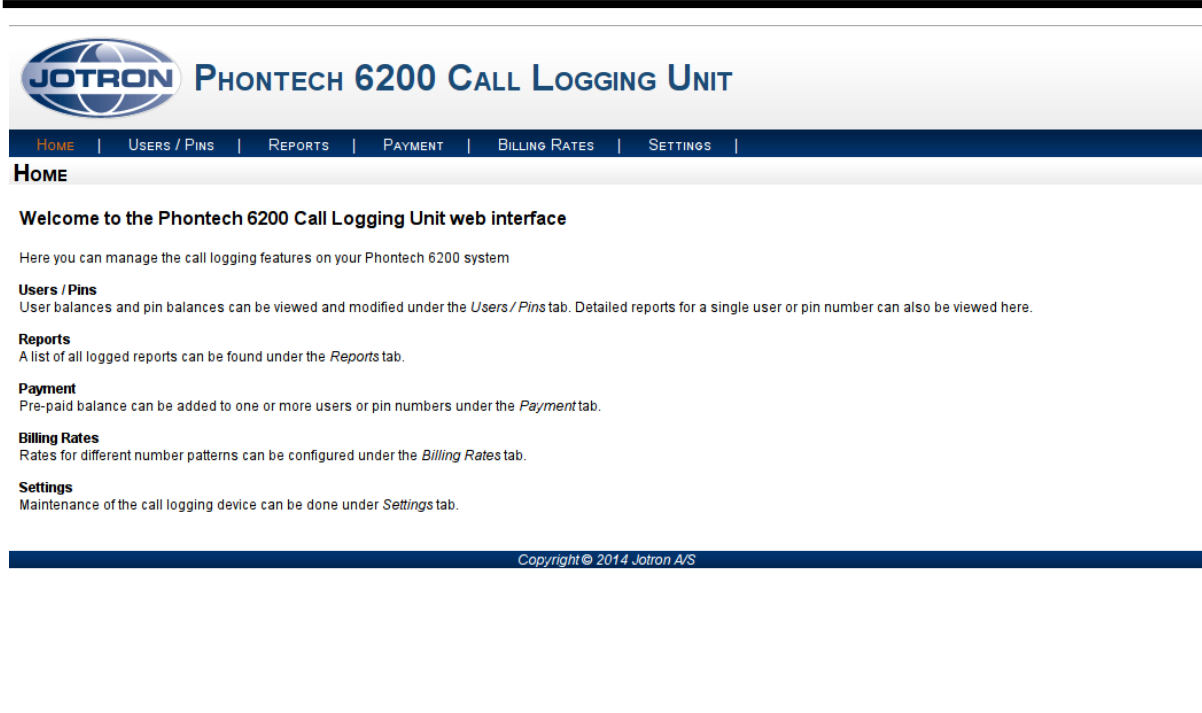 JOTRON
Phontech 6200 Call Logging Unit
Home | Users / Pins | Reports | Payment | Billing Rates | Settings |
Home
Welcome to the Phontech 6200 Call Logging Unit web interface
Here you can manage the call logging features on your Phontech 6200 system
Users / Pins
User balances and pin balances can be viewed and modified under the Users / Pins tab. Detailed reports for a single user or pin number can also be viewed here.
Reports
A list of all logged reports can be found under the Reports tab.
Payment
Pre-paid balance can be added to one or more users or pin numbers under the Payment tab.
Billing Rates
Rates for different number patterns can be configured under the Billing Rates tab.
Settings
Maintenance of the call logging device can be done under Settings tab.
Copyright © 2014 Jotron A/S